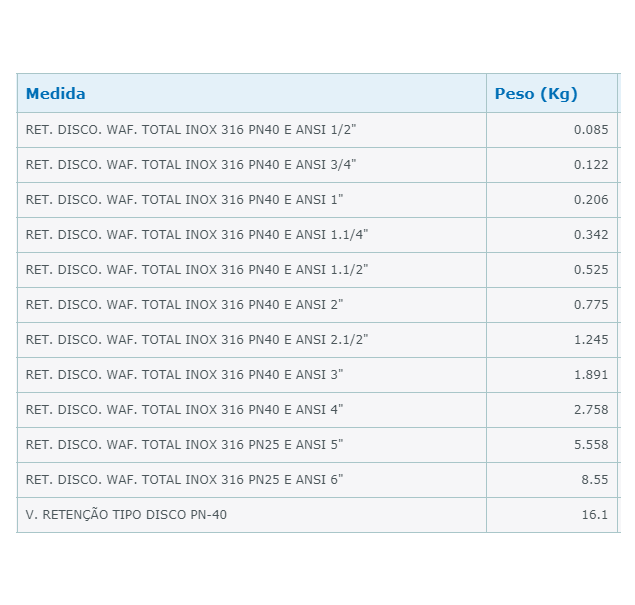 Medida Peso (Kg)
RET. DISCO. WAF. TOTAL INOX 316 PN40 E ANSI 1/2" 0.085
RET. DISCO. WAF. TOTAL INOX 316 PN40 E ANSI 3/4" 0.122
RET. DISCO. WAF. TOTAL INOX 316 PN40 E ANSI 1" 0.206
RET. DISCO. WAF. TOTAL INOX 316 PN40 E ANSI 1.1/4" 0.342
RET. DISCO. WAF. TOTAL INOX 316 PN40 E ANSI 1.1/2" 0.525
RET. DISCO. WAF. TOTAL INOX 316 PN40 E ANSI 2" 0.775
RET. DISCO. WAF. TOTAL INOX 316 PN40 E ANSI 2.1/2" 1.245
RET. DISCO. WAF. TOTAL INOX 316 PN40 E ANSI 3" 1.891
RET. DISCO. WAF. TOTAL INOX 316 PN40 E ANSI 4" 2.758
RET. DISCO. WAF. TOTAL INOX 316 PN25 E ANSI 5" 5.558
RET. DISCO. WAF. TOTAL INOX 316 PN25 E ANSI 6" 8.55
V. RETENÇÃO TIPO DISCO PN-40 16.1